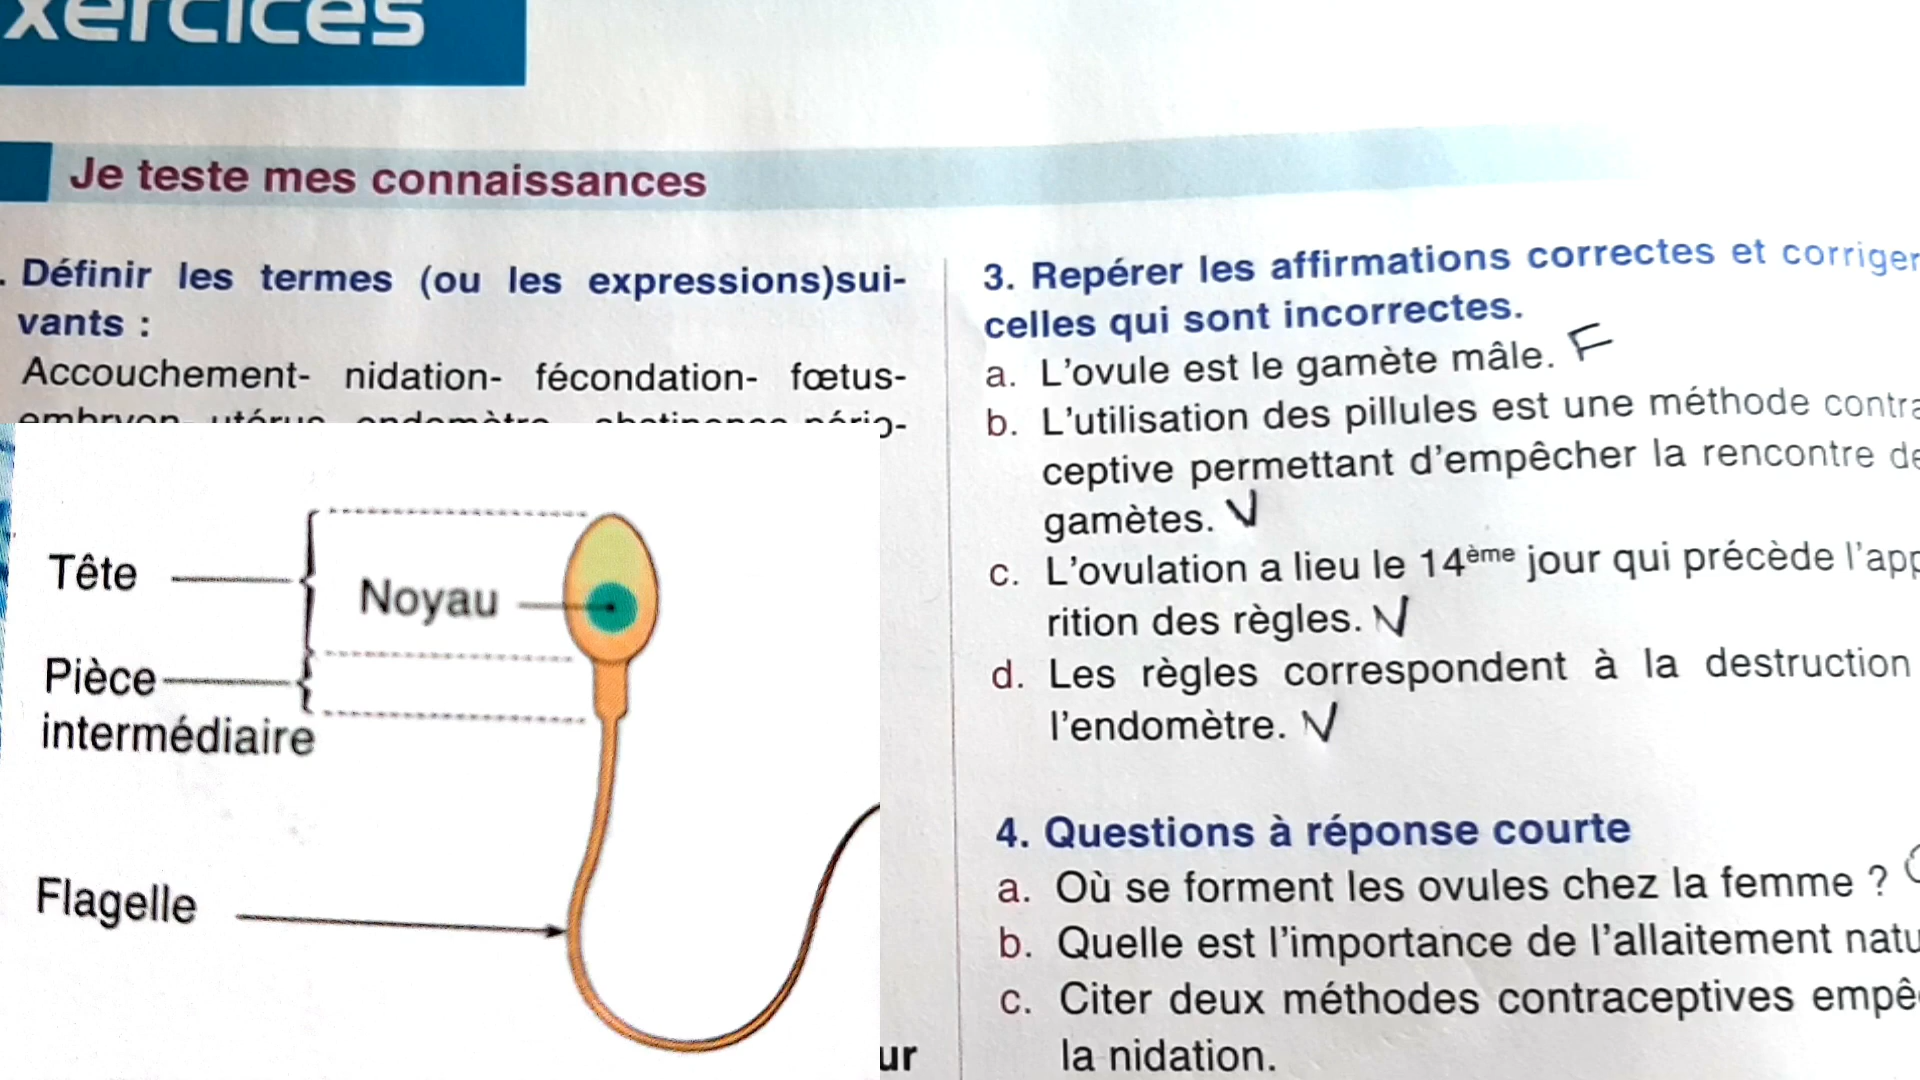 xercices
Je teste mes connaissances
. Définir les termes (ou les expressions)sui-
vants :
Accouchement- nidation- fécondation- fœtus-
embryon- utérus- endomètre- abstinence pério-
Tête
Noyau
Pièce
intermédiaire
Flagelle
ur
3. Repérer les affirmations correctes et corriger
celles qui sont incorrectes.
a. L'ovule est le gamète mâle. F
b. L'utilisation des pillules est une méthode contra
ceptive permettant d'empêcher la rencontre de
gamètes. V
c. L'ovulation a lieu le 14ème jour qui précède l'app
rition des règles. V
d. Les règles correspondent à la destruction
l'endomètre. V
4. Questions à réponse courte
a. Où se forment les ovules chez la femme ?
b. Quelle est l'importance de l'allaitement natu
c. Citer deux méthodes contraceptives empê
la nidation.